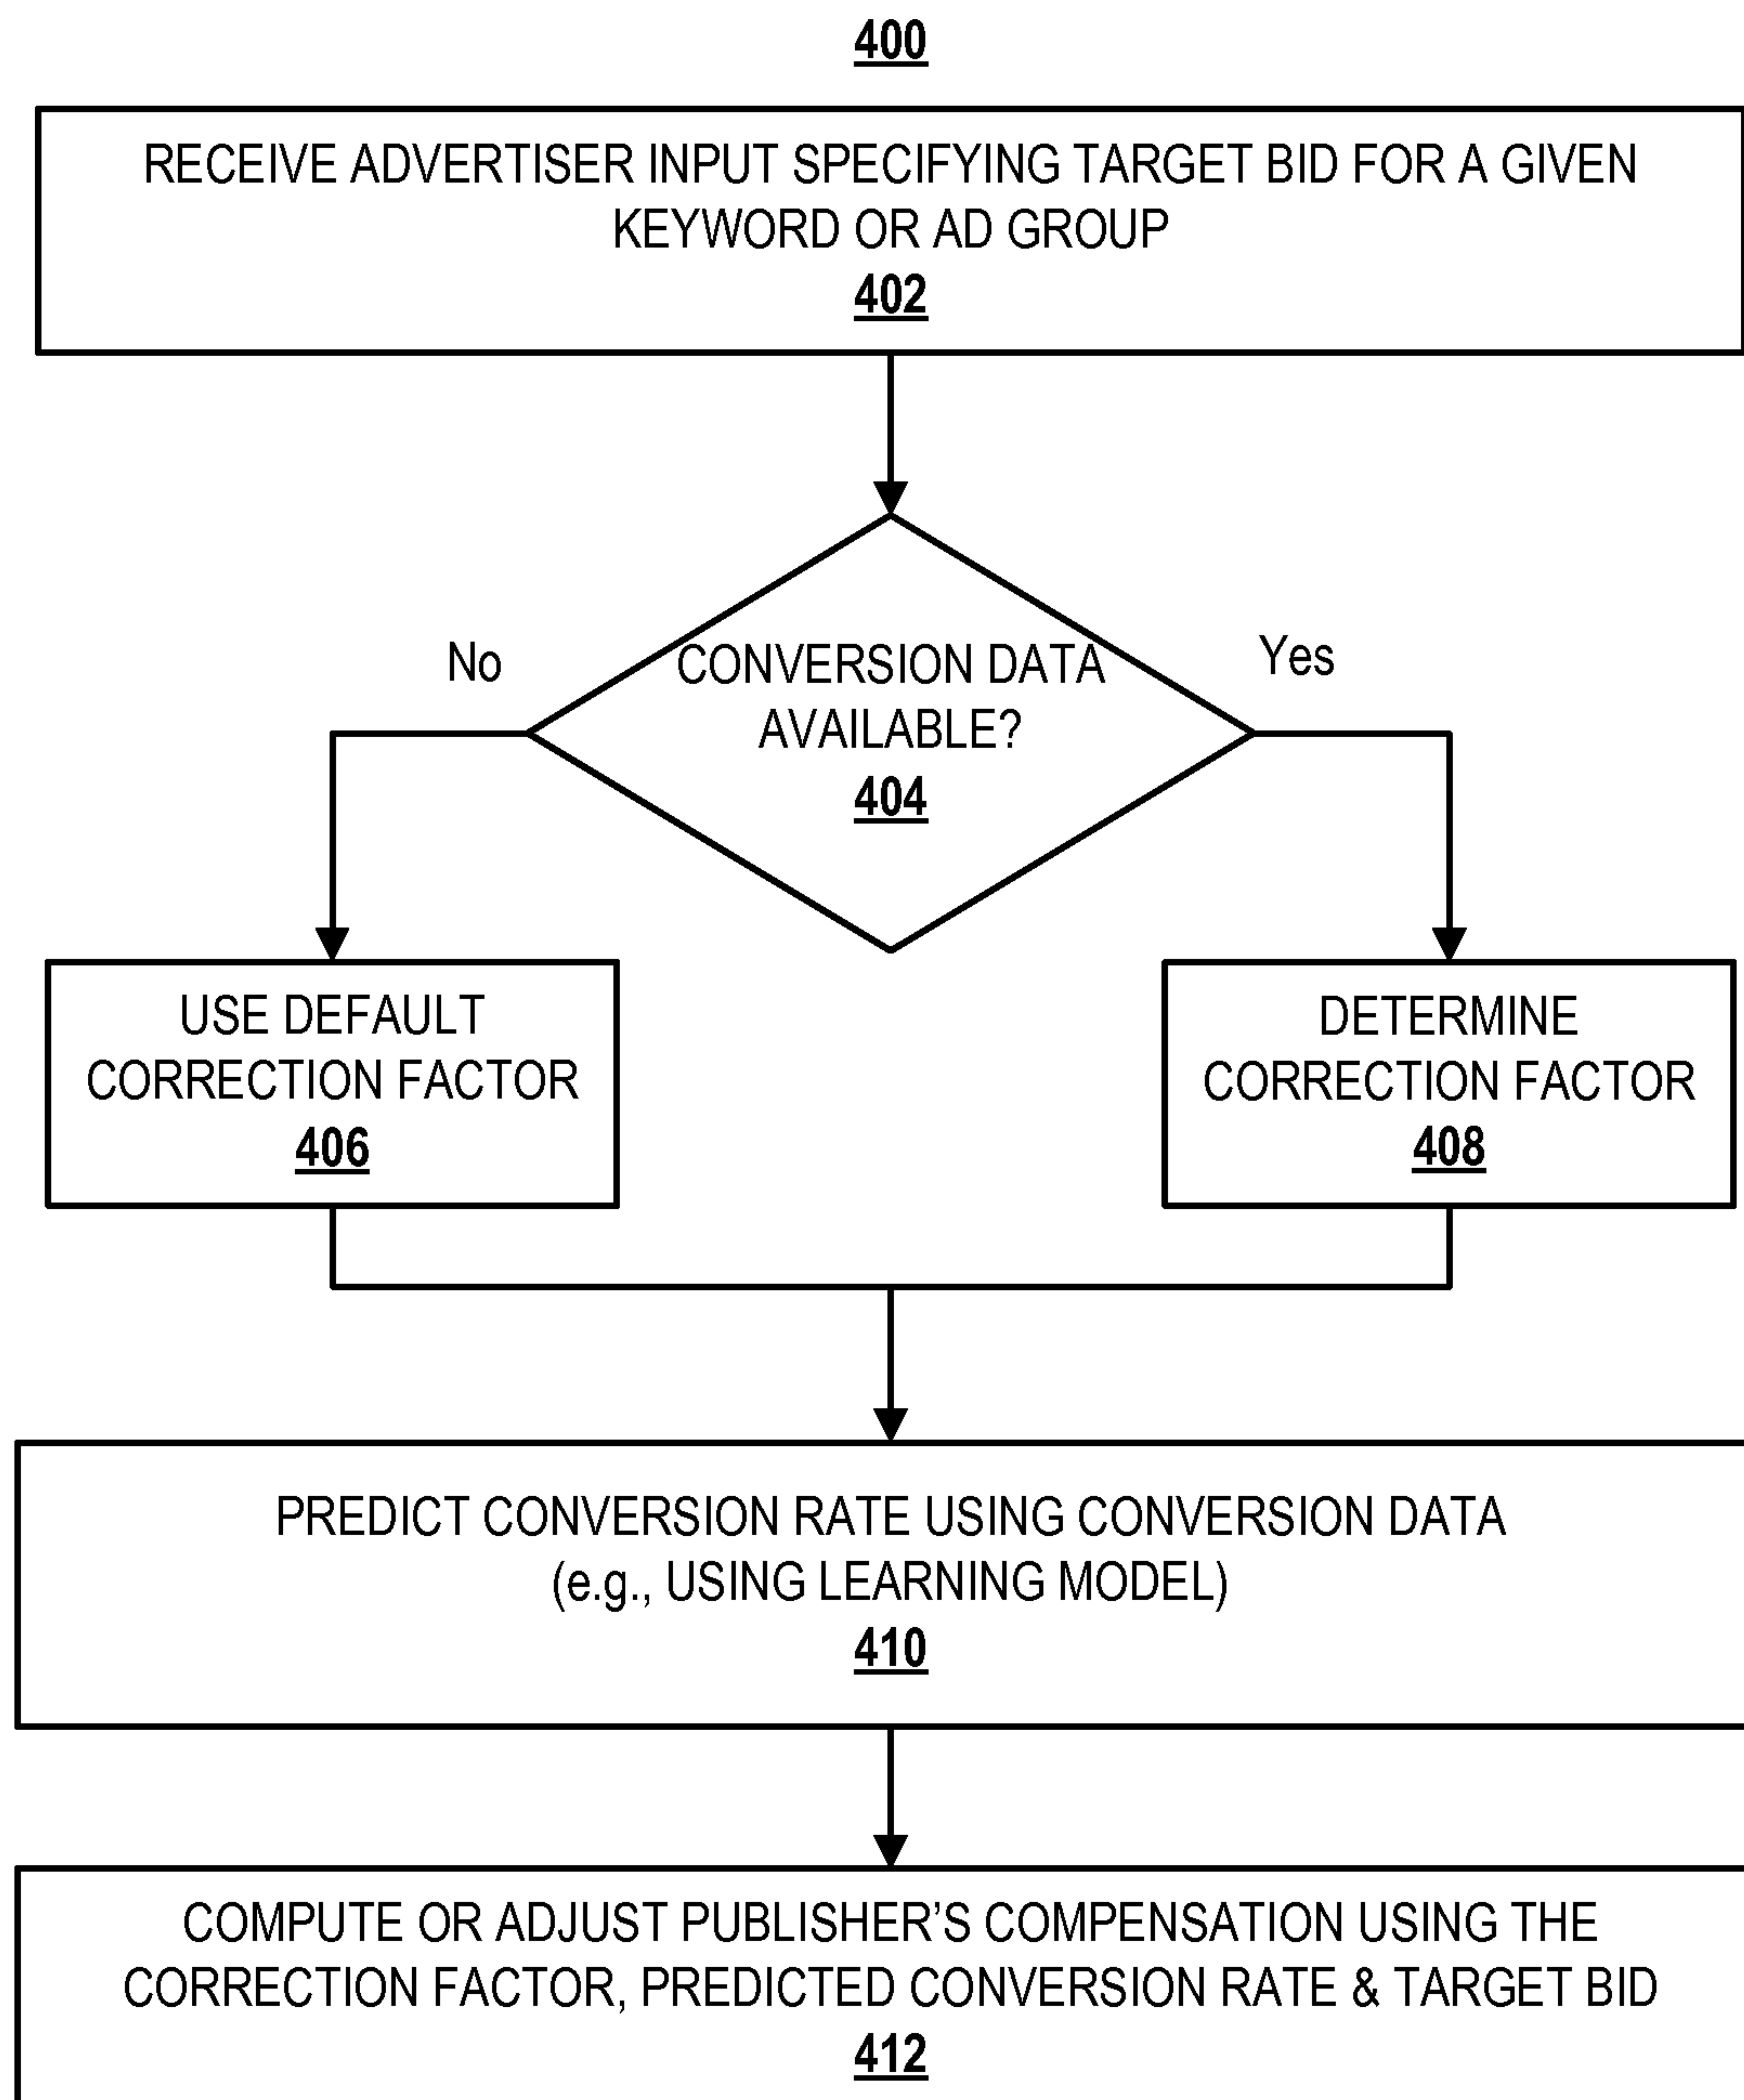 400
RECEIVE ADVERTISER INPUT SPECIFYING TARGET BID FOR A GIVEN
KEYWORD OR AD GROUP
402
No
Yes
CONVERSION DATA
AVAILABLE?
404
USE DEFAULT
CORRECTION FACTOR
406
DETERMINE
CORRECTION FACTOR
408
PREDICT CONVERSION RATE USING CONVERSION DATA
(e.g., USING LEARNING MODEL)
410
COMPUTE OR ADJUST PUBLISHER’S COMPENSATION USING THE
CORRECTION FACTOR, PREDICTED CONVERSION RATE & TARGET BID
412